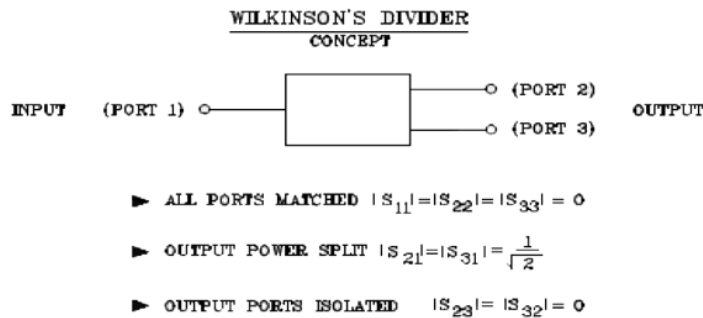 WILKINSON'S DIVIDER
CONCEPT
INPUT (PORT 1) (PORT 2) OUTPUT
(PORT 3)
► ALL PORTS MATCHED |S11|=|S22|=|S33| = 0
► OUTPUT POWER SPLIT |S21|=|S31|= 1/√2
► OUTPUT PORTS ISOLATED |S23|= |S32| = 0